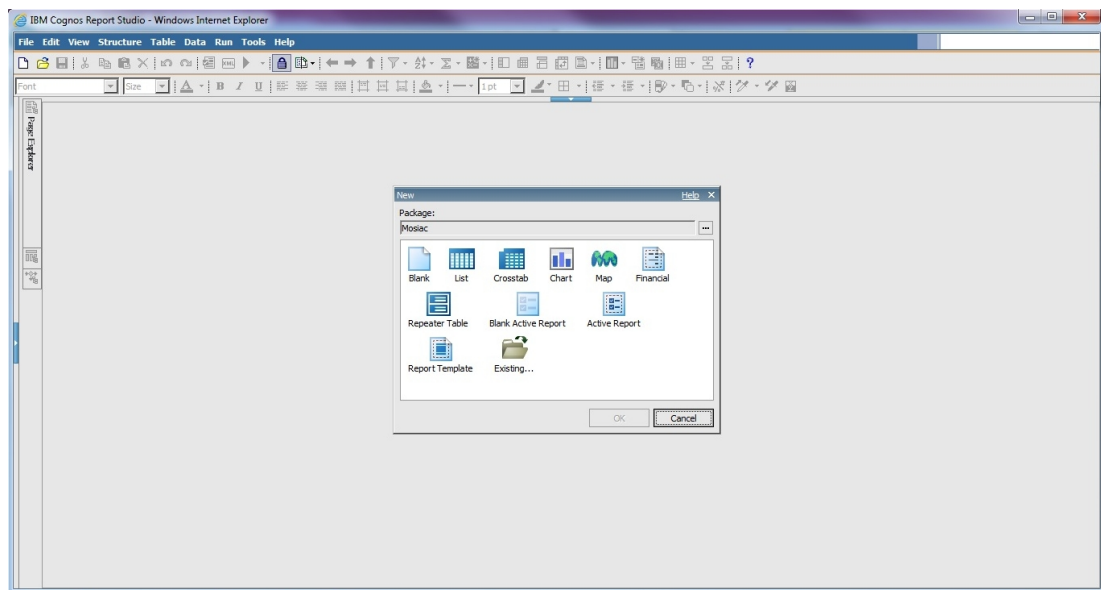 IBM Cognos Report Studio - Windows Internet Explorer
File Edit View Structure Table Data Run Tools Help
Font Size A B I U 1 pt
Page Explorer
New Help
Package:
Mosiac
Blank List Crosstab Chart Map Financial
Repeater Table Blank Active Report Active Report
Report Template Existing...
OK Cancel